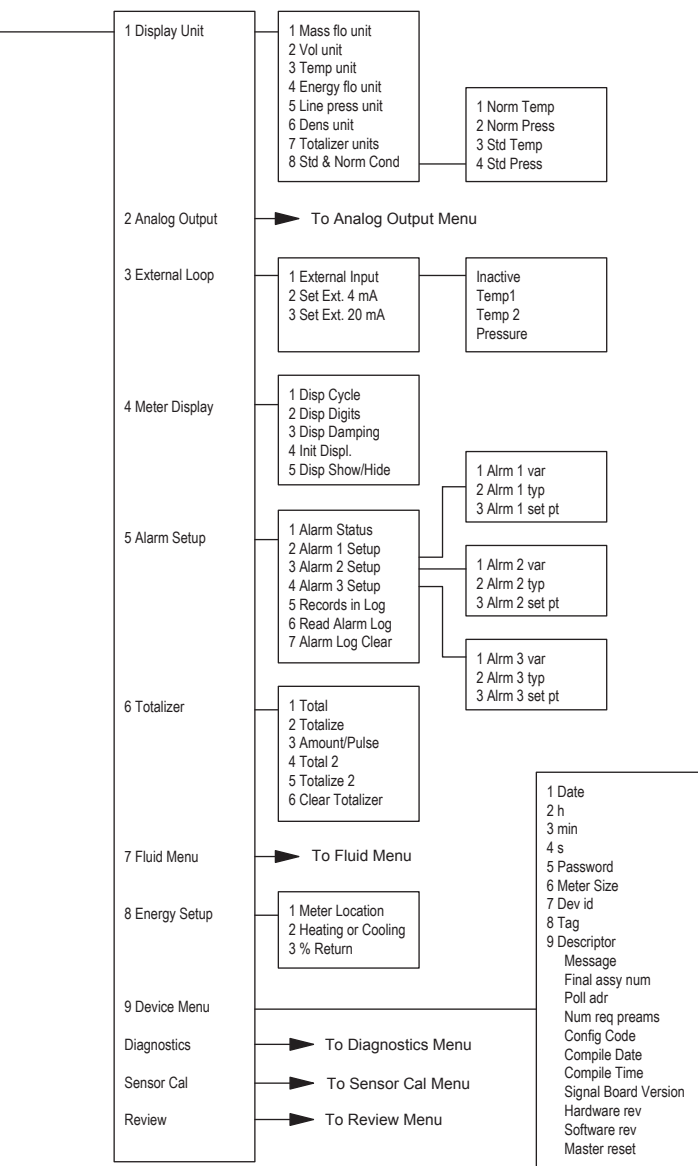 1 Display Unit
1 Mass flo unit
2 Vol unit
3 Temp unit
4 Energy flo unit
5 Line press unit
6 Dens unit
7 Totalizer units
8 Std & Norm Cond
1 Norm Temp
2 Norm Press
3 Std Temp
4 Std Press
2 Analog Output
To Analog Output Menu
3 External Loop
1 External Input
2 Set Ext. 4 mA
3 Set Ext. 20 mA
Inactive
Temp1
Temp 2
Pressure
4 Meter Display
1 Disp Cycle
2 Disp Digits
3 Disp Damping
4 Init Displ.
5 Disp Show/Hide
5 Alarm Setup
1 Alarm Status
2 Alarm 1 Setup
3 Alarm 2 Setup
4 Alarm 3 Setup
5 Records in Log
6 Read Alarm Log
7 Alarm Log Clear
1 Alrm 1 var
2 Alrm 1 typ
3 Alrm 1 set pt
1 Alrm 2 var
2 Alrm 2 typ
3 Alrm 2 set pt
1 Alrm 3 var
2 Alrm 3 typ
3 Alrm 3 set pt
6 Totalizer
1 Total
2 Totalize
3 Amount/Pulse
4 Total 2
5 Totalize 2
6 Clear Totalizer
7 Fluid Menu
To Fluid Menu
8 Energy Setup
1 Meter Location
2 Heating or Cooling
3 % Return
9 Device Menu
1 Date
2 h
3 min
4 s
5 Password
6 Meter Size
7 Dev id
8 Tag
9 Descriptor
Message
Final assy num
Poll adr
Num req preams
Config Code
Compile Date
Compile Time
Signal Board Version
Hardware rev
Software rev
Master reset
Diagnostics
To Diagnostics Menu
Sensor Cal
To Sensor Cal Menu
Review
To Review Menu